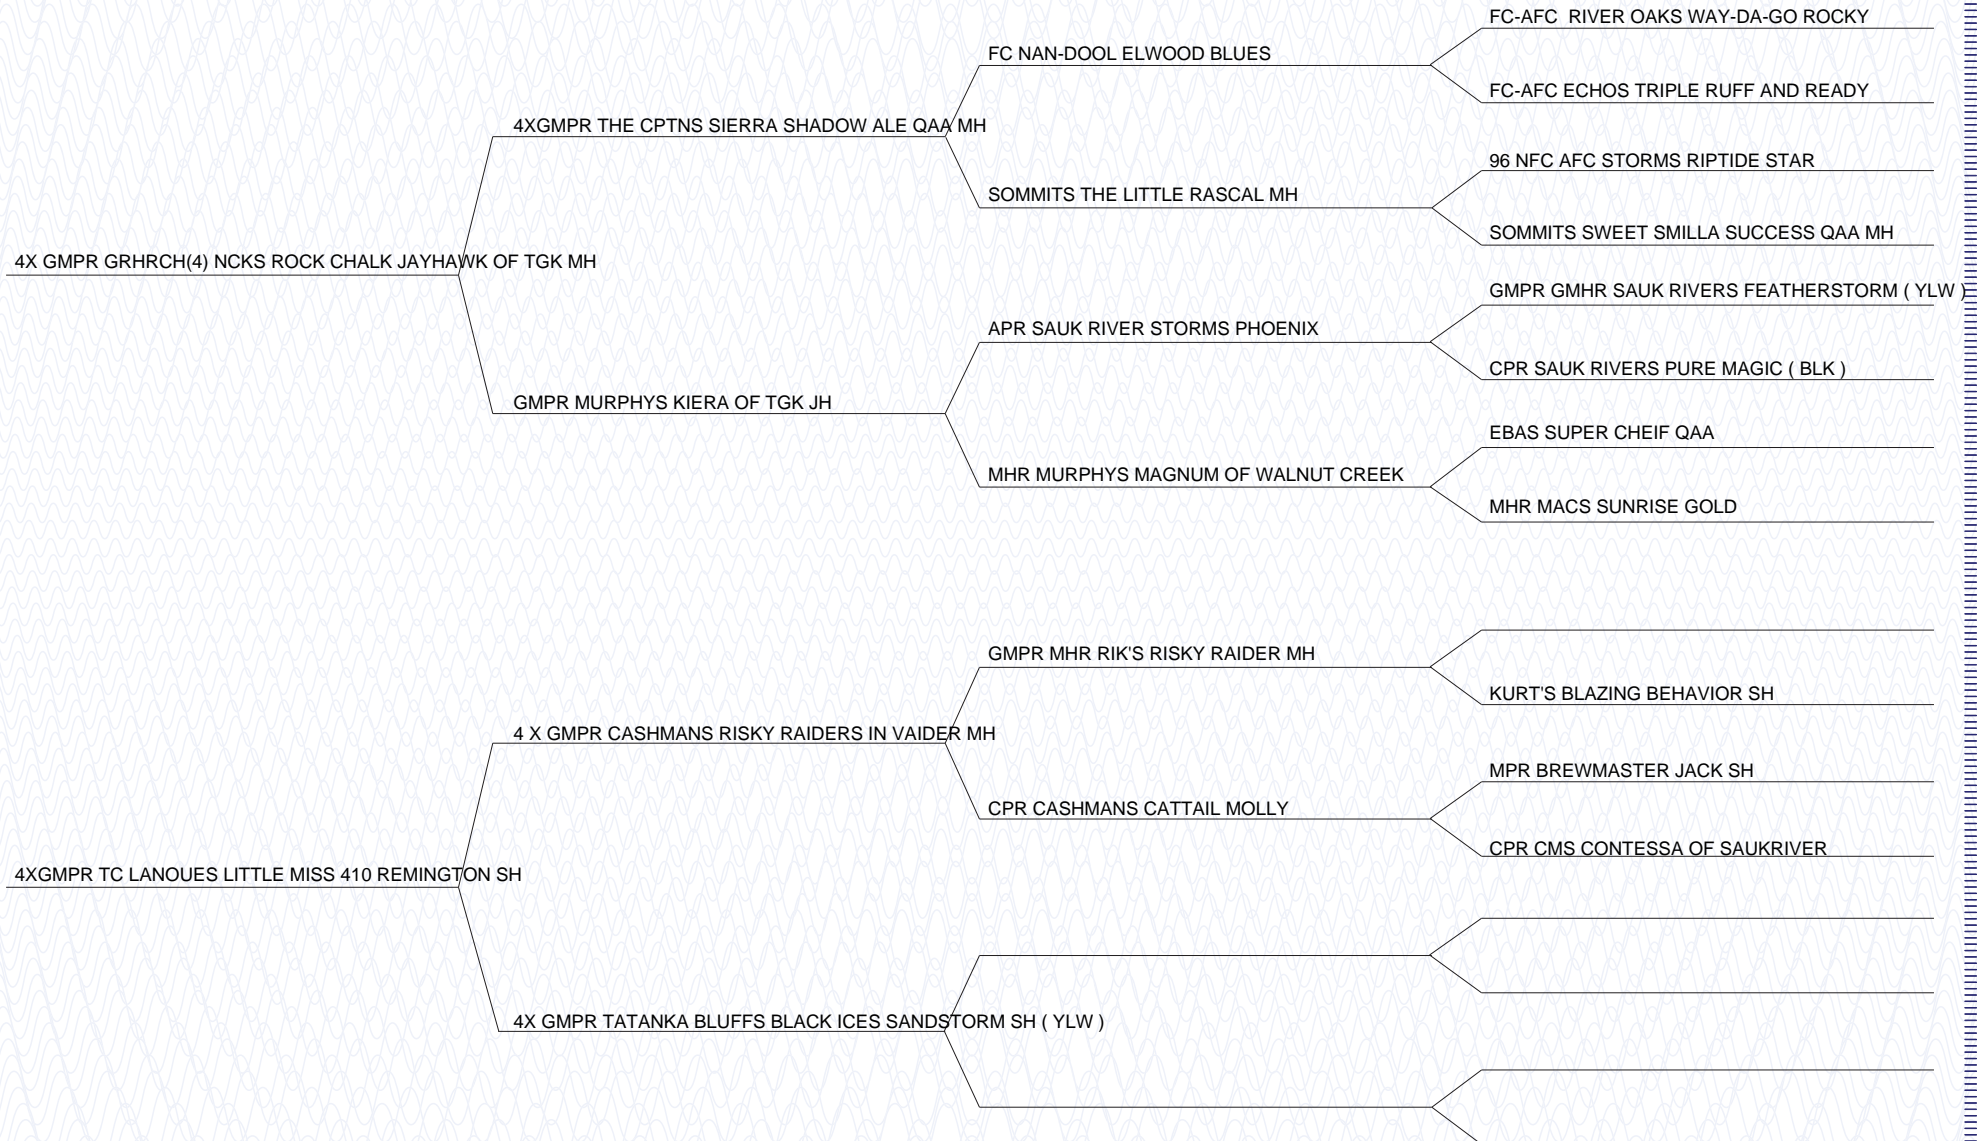 FC-AFC  RIVER OAKS WAY-DA-GO ROCKY
FC NAN-DOOL ELWOOD BLUES
FC-AFC ECHOS TRIPLE RUFF AND READY
4XGMPR THE CPTNS SIERRA SHADOW ALE QAA MH
96 NFC AFC STORMS RIPTIDE STAR
SOMMITS THE LITTLE RASCAL MH
SOMMITS SWEET SMILLA SUCCESS QAA MH
4X GMPR GRHRCH(4) NCKS ROCK CHALK JAYHAWK OF TGK MH
GMPR GMHR SAUK RIVERS FEATHERSTORM ( YLW )
APR SAUK RIVER STORMS PHOENIX
CPR SAUK RIVERS PURE MAGIC ( BLK )
GMPR MURPHYS KIERA OF TGK JH
EBAS SUPER CHEIF QAA
MHR MURPHYS MAGNUM OF WALNUT CREEK
MHR MACS SUNRISE GOLD
GMPR MHR RIK'S RISKY RAIDER MH
KURT'S BLAZING BEHAVIOR SH
4 X GMPR CASHMANS RISKY RAIDERS IN VAIDER MH
MPR BREWMASTER JACK SH
CPR CASHMANS CATTAIL MOLLY
CPR CMS CONTESSA OF SAUKRIVER
4XGMPR TC LANOUES LITTLE MISS 410 REMINGTON SH
4X GMPR TATANKA BLUFFS BLACK ICES SANDSTORM SH ( YLW )